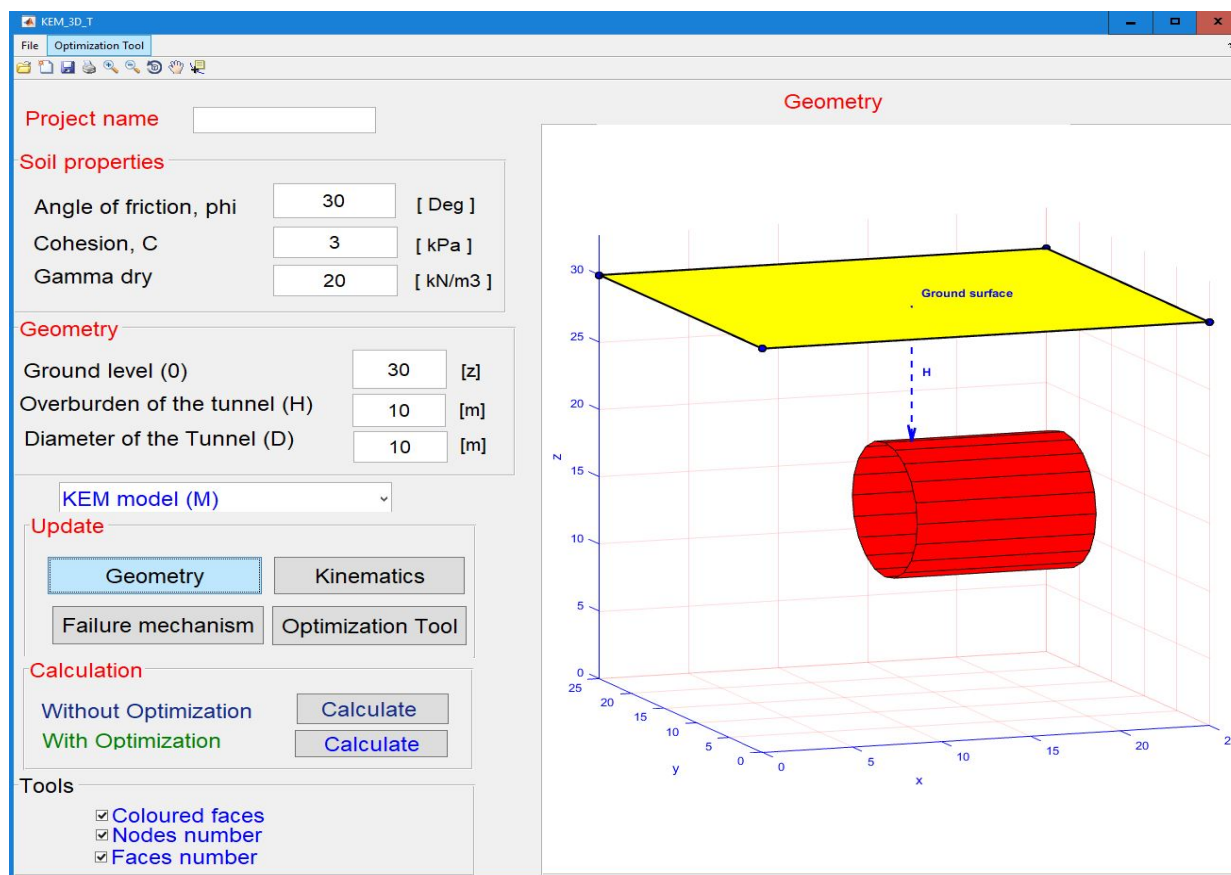 KEM_3D_T
File Optimization Tool
Project name
Soil properties
Angle of friction, phi 30 [ Deg ]
Cohesion, C 3 [ kPa ]
Gamma dry 20 [ kN/m3 ]
Geometry
Ground level (0) 30 [z]
Overburden of the tunnel (H) 10 [m]
Diameter of the Tunnel (D) 10 [m]
KEM model (M)
Update
Geometry Kinematics
Failure mechanism Optimization Tool
Calculation
Without Optimization Calculate
With Optimization Calculate
Tools
Coloured faces
Nodes number
Faces number
Geometry
Ground surface
H
30
25
20
15
10
5
0
z
25
20
15
10
5
0
y
0
5
10
15
20
x